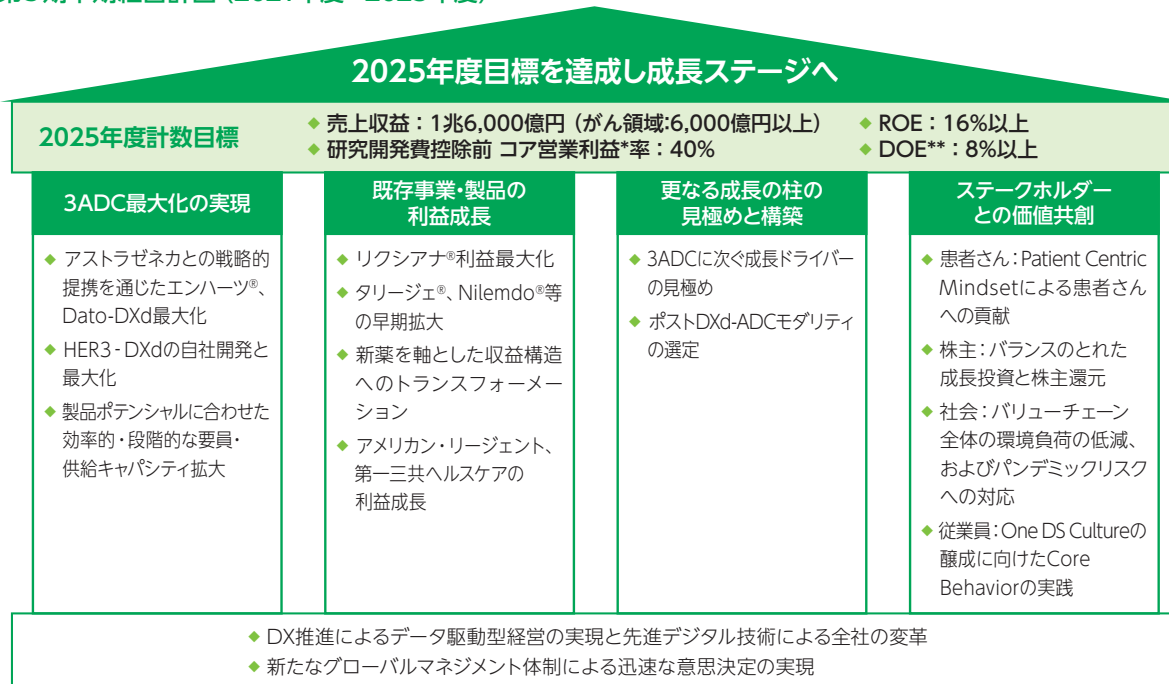 2025年度目標を達成し成長ステージへ
2025年度計数目標
◆ 売上収益：1兆6,000億円（がん領域:6,000億円以上）
◆ 研究開発費控除前 コア営業利益*率：40%
◆ ROE：16%以上
◆ DOE**：8%以上
3ADC最大化の実現
◆ アストラゼネカとの戦略的
提携を通じたエンハーツ®、
Dato-DXd最大化
◆ HER3-DXdの自社開発と
最大化
◆ 製品ポテンシャルに合わせた
効率的・段階的な要員・
供給キャパシティ拡大
既存事業・製品の
利益成長
◆ リクシアナ®利益最大化
◆ タリージェ®、Nilemdo®等
の早期拡大
◆ 新薬を軸とした収益構造
へのトランスフォーメー
ション
◆ アメリカン・リージェント、
第一三共ヘルスケアの
利益成長
更なる成長の柱の
見極めと構築
◆ 3ADCに次ぐ成長ドライバー
の見極め
◆ ポストDXd-ADCモダリティ
の選定
ステークホルダー
との価値共創
◆ 患者さん：Patient Centric
Mindsetによる患者さん
への貢献
◆ 株主：バランスのとれた
成長投資と株主還元
◆ 社会：バリューチェーン
全体の環境負荷の低減、
およびパンデミックリスク
への対応
◆ 従業員：One DS Cultureの
醸成に向けたCore
Behaviorの実践
◆ DX推進によるデータ駆動型経営の実現と先進デジタル技術による全社の変革
◆ 新たなグローバルマネジメント体制による迅速な意思決定の実現